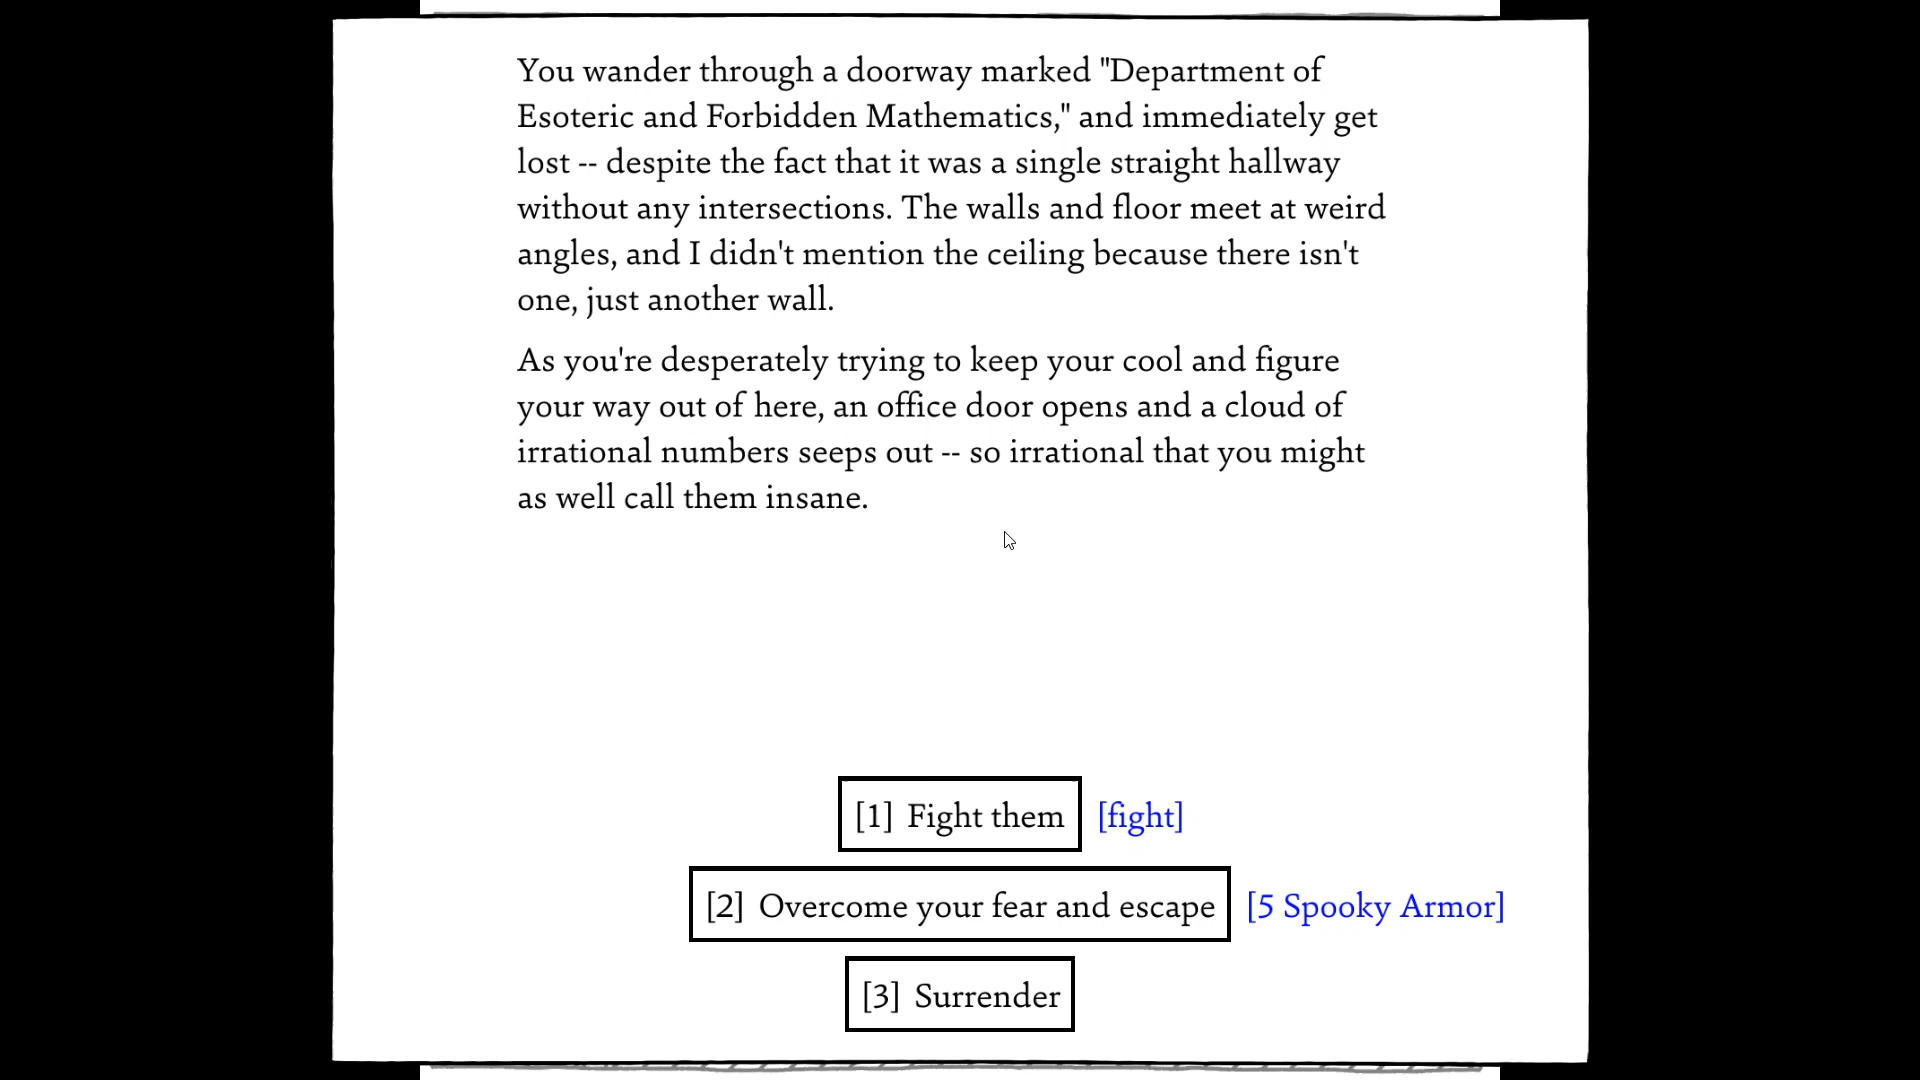 You wander through a doorway marked "Department of
Esoteric and Forbidden Mathematics," and immediately get
lost -- despite the fact that it was a single straight hallway
without any intersections. The walls and floor meet at weird
angles, and I didn't mention the ceiling because there isn't
one, just another wall.
As you're desperately trying to keep your cool and figure
your way out of here, an office door opens and a cloud of
irrational numbers seeps out -- so irrational that you might
as well call them insane.
[1] Fight them [fight]
[2] Overcome your fear and escape [5 Spooky Armor]
[3] Surrender